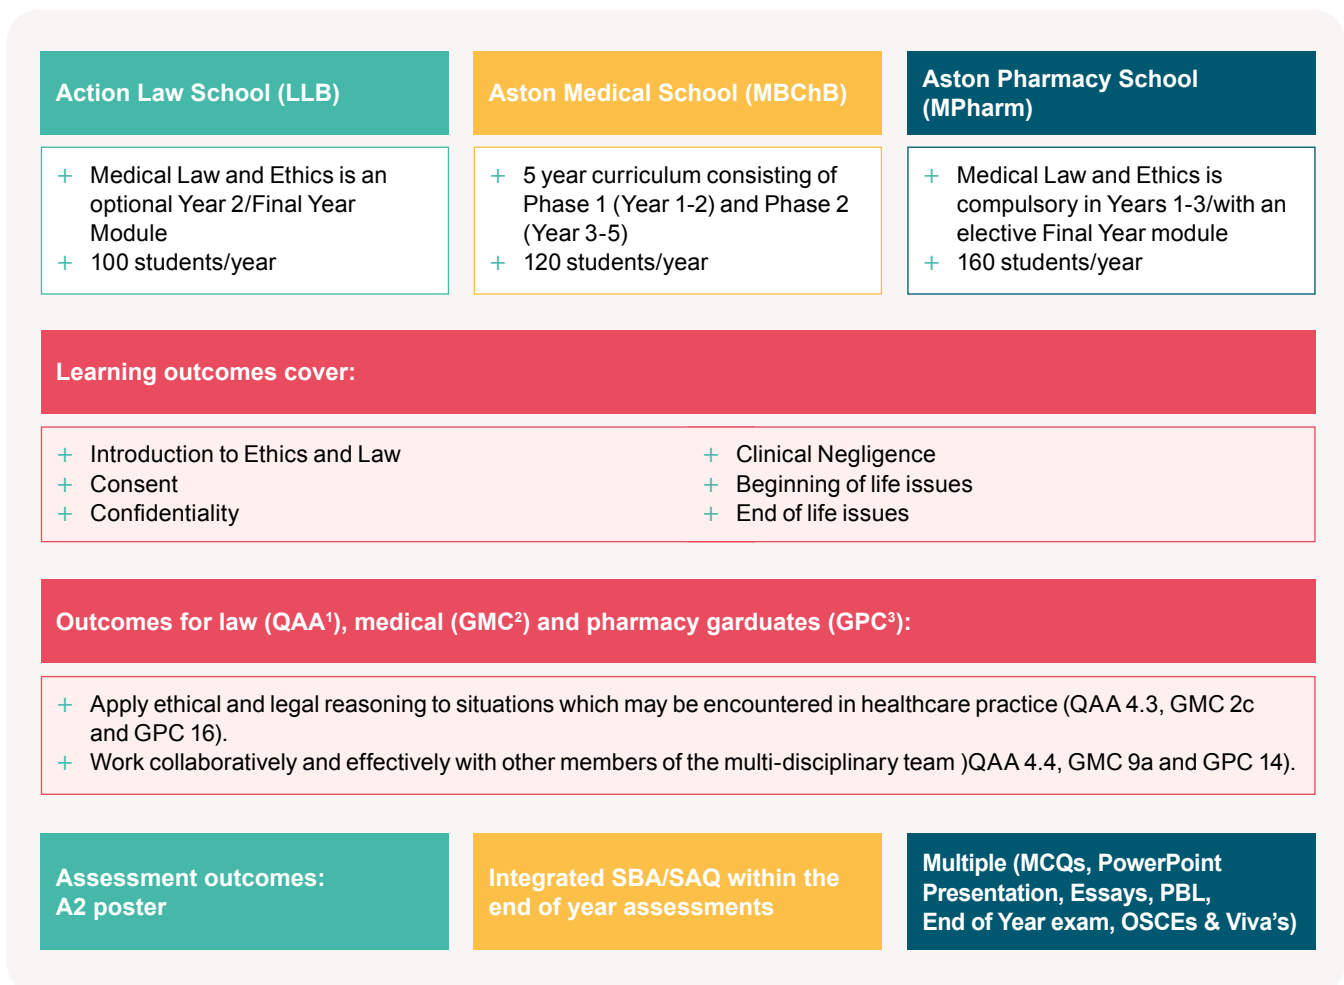 Action Law School (LLB)
+ Medical Law and Ethics is an
optional Year 2/Final Year
Module
+ 100 students/year
Aston Medical School (MBChB)
+ 5 year curriculum consisting of
Phase 1 (Year 1-2) and Phase 2
(Year 3-5)
+ 120 students/year
Aston Pharmacy School
(MPharm)
+ Medical Law and Ethics is
compulsory in Years 1-3/with an
elective Final Year module
+ 160 students/year
Learning outcomes cover:
+ Introduction to Ethics and Law
+ Consent
+ Confidentiality
+ Clinical Negligence
+ Beginning of life issues
+ End of life issues
Outcomes for law (QAA¹), medical (GMC²) and pharmacy garduates (GPC³):
+ Apply ethical and legal reasoning to situations which may be encountered in healthcare practice (QAA 4.3, GMC 2c
and GPC 16).
+ Work collaboratively and effectively with other members of the multi-disciplinary team )QAA 4.4, GMC 9a and GPC 14).
Assessment outcomes:
A2 poster
Integrated SBA/SAQ within the
end of year assessments
Multiple (MCQs, PowerPoint
Presentation, Essays, PBL,
End of Year exam, OSCEs & Viva’s)